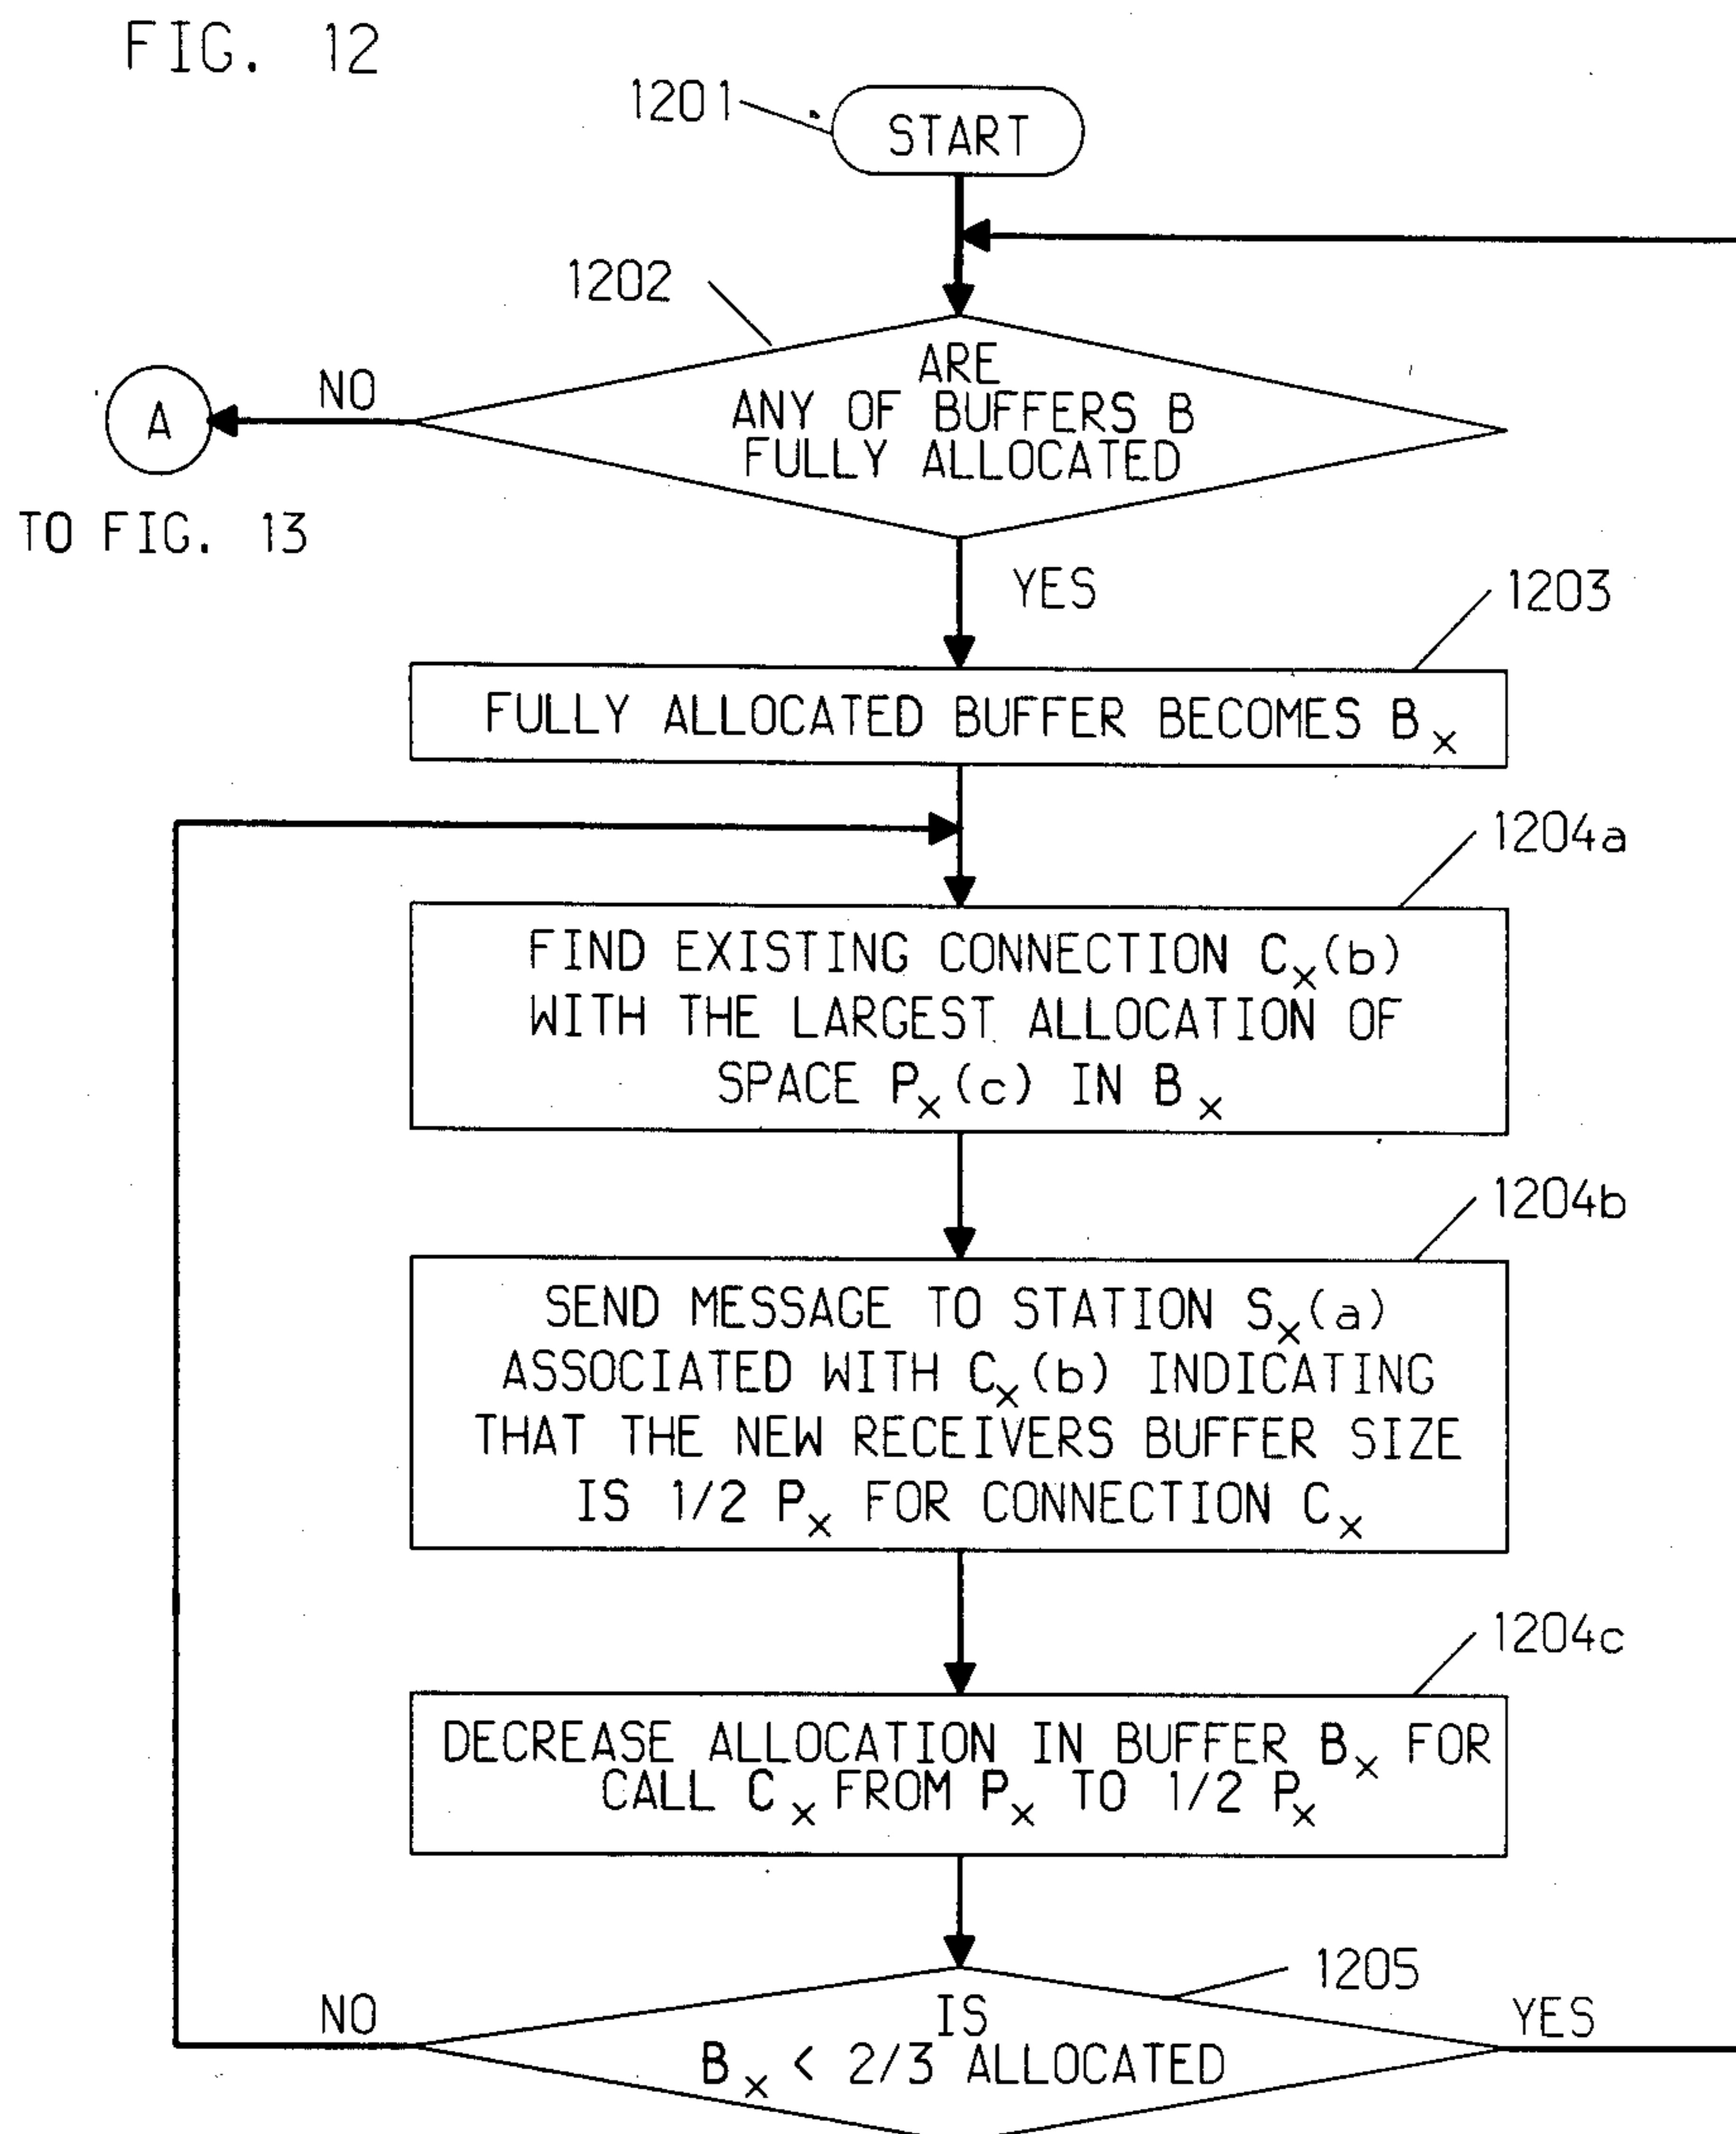 FIG. 12
1201
START
1202
ARE
ANY OF BUFFERS B
FULLY ALLOCATED
NO
A
TO FIG. 13
YES
1203
FULLY ALLOCATED BUFFER BECOMES Bx
1204a
FIND EXISTING CONNECTION Cx(b)
WITH THE LARGEST ALLOCATION OF
SPACE Px(c) IN Bx
1204b
SEND MESSAGE TO STATION Sx(a)
ASSOCIATED WITH Cx(b) INDICATING
THAT THE NEW RECEIVERS BUFFER SIZE
IS 1/2 Px FOR CONNECTION Cx
1204c
DECREASE ALLOCATION IN BUFFER Bx FOR
CALL Cx FROM Px TO 1/2 Px
1205
IS
Bx < 2/3 ALLOCATED
NO
YES